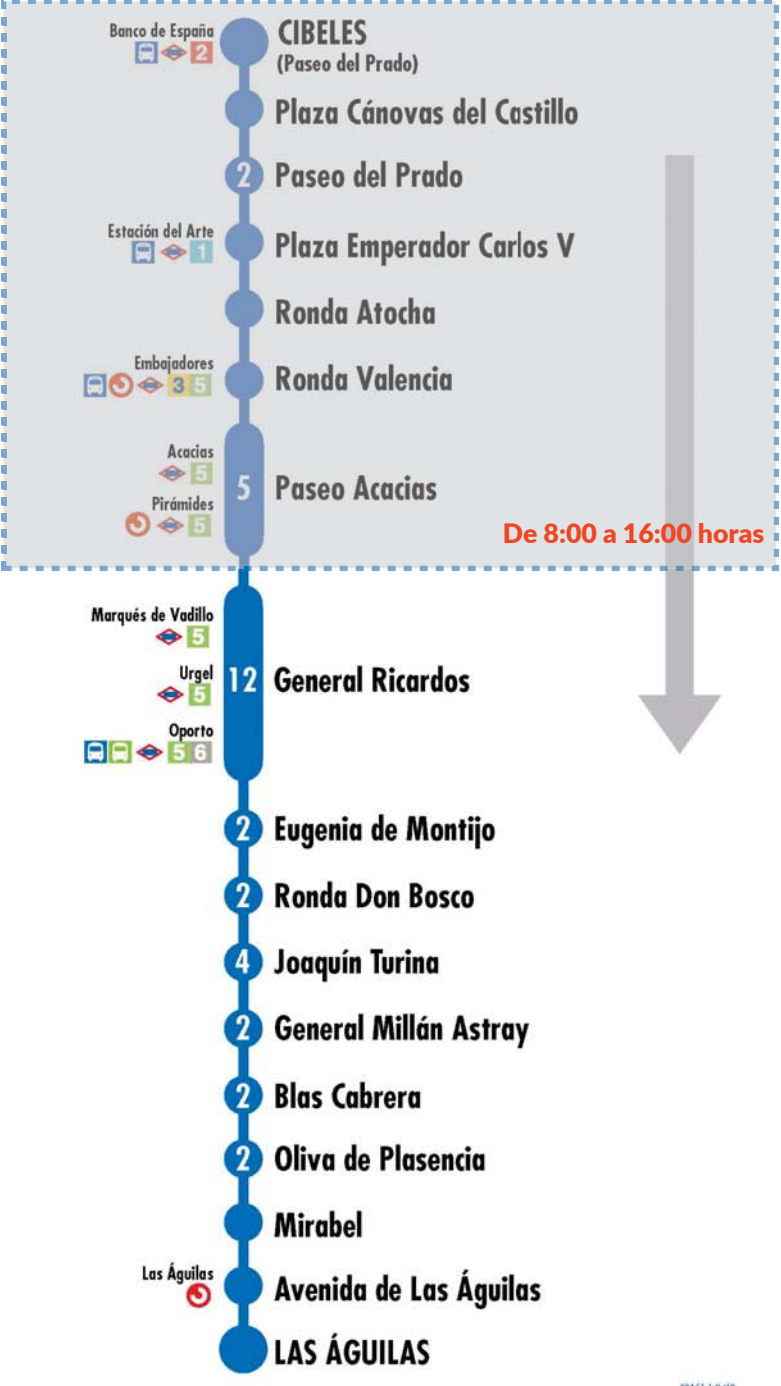 Banco de España
2
CIBELES
(Paseo del Prado)
Plaza Cánovas del Castillo
2 Paseo del Prado
Estación del Arte
1
Plaza Emperador Carlos V
Ronda Atocha
Embajadores
3 5
Ronda Valencia
Acacias
5
Pirámides
5
5 Paseo Acacias
De 8:00 a 16:00 horas
Marqués de Vadillo
5
Urgel
5
Oporto
5 6
12 General Ricardos
2 Eugenia de Montijo
2 Ronda Don Bosco
4 Joaquín Turina
2 General Millán Astray
2 Blas Cabrera
2 Oliva de Plasencia
Mirabel
Las Águilas
Avenida de Las Águilas
LAS ÁGUILAS